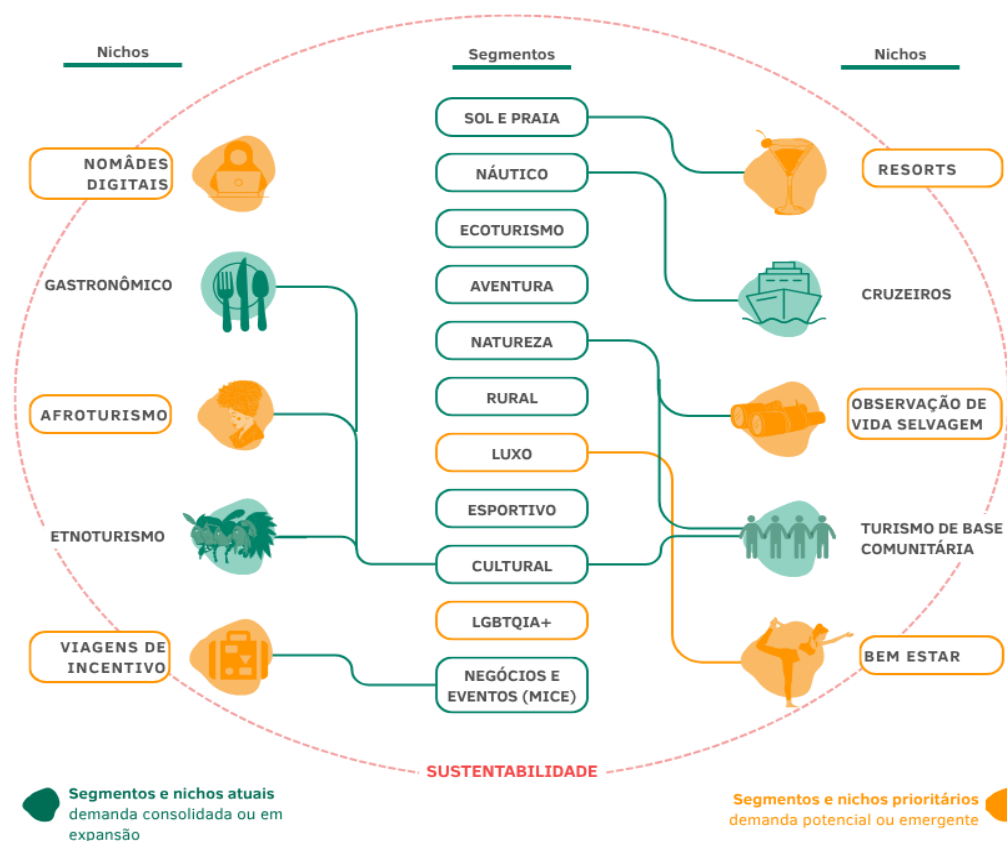 Nichos
NOMÂDES
DIGITAIS
GASTRONÔMICO
AFROTURISMO
ETNOTURISMO
VIAGENS DE
INCENTIVO
Segmentos
SOL E PRAIA
NÁUTICO
ECOTURISMO
AVENTURA
NATUREZA
RURAL
LUXO
ESPORTIVO
CULTURAL
LGBTQIA+
NEGÓCIOS E
EVENTOS (MICE)
Nichos
RESORTS
CRUZEIROS
OBSERVAÇÃO DE
VIDA SELVAGEM
TURISMO DE BASE
COMUNITÁRIA
BEM ESTAR
SUSTENTABILIDADE
Segmentos e nichos atuais
demanda consolidada ou em
expansão
Segmentos e nichos prioritários
demanda potencial ou emergente